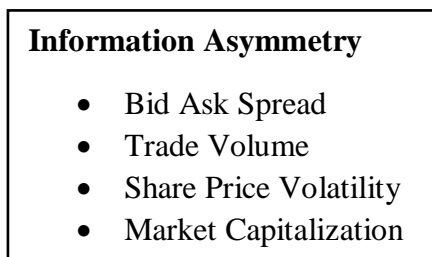 Information Asymmetry
• Bid Ask Spread
• Trade Volume
• Share Price Volatility
• Market Capitalization